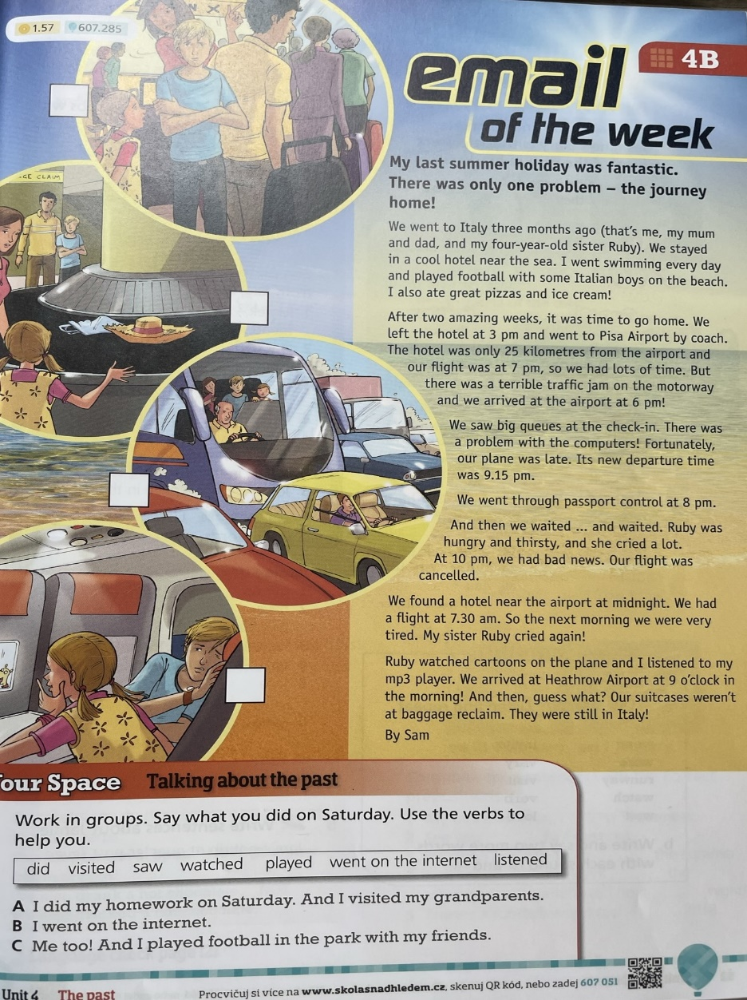 1.57 607.285
4B
email
of the week
My last summer holiday was fantastic.
There was only one problem – the journey
home!
We went to Italy three months ago (that's me, my mum
and dad, and my four-year-old sister Ruby). We stayed
in a cool hotel near the sea. I went swimming every day
and played football with some Italian boys on the beach.
I also ate great pizzas and ice cream!
After two amazing weeks, it was time to go home. We
left the hotel at 3 pm and went to Pisa Airport by coach.
The hotel was only 25 kilometres from the airport and
our flight was at 7 pm, so we had lots of time. But
there was a terrible traffic jam on the motorway
and we arrived at the airport at 6 pm!
We saw big queues at the check-in. There was
a problem with the computers! Fortunately,
our plane was late. Its new departure time
was 9.15 pm.
We went through passport control at 8 pm.
And then we waited ... and waited. Ruby was
hungry and thirsty, and she cried a lot.
At 10 pm, we had bad news. Our flight was
cancelled.
We found a hotel near the airport at midnight. We had
a flight at 7.30 am. So the next morning we were very
tired. My sister Ruby cried again!
Ruby watched cartoons on the plane and I listened to my
mp3 player. We arrived at Heathrow Airport at 9 o'clock in
the morning! And then, guess what? Our suitcases weren't
at baggage reclaim. They were still in Italy!
By Sam
GE CLAIM
our Space Talking about the past
Work in groups. Say what you did on Saturday. Use the verbs to
help you.
did visited saw watched played went on the internet listened
A I did my homework on Saturday. And I visited my grandparents.
B I went on the internet.
C Me too! And I played football in the park with my friends.
Unit 4 The past
Procvičuj si více na www.skolasnadhledem.cz, skenuj QR kód, nebo zadej 607 051